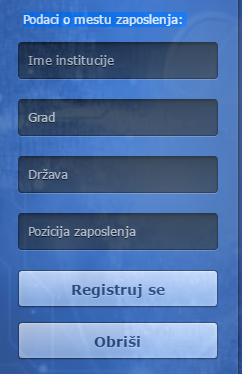 Podaci o mestu zaposlenja:
Ime institucije
Grad
Država
Pozicija zaposlenja
Registruj se
Obriši